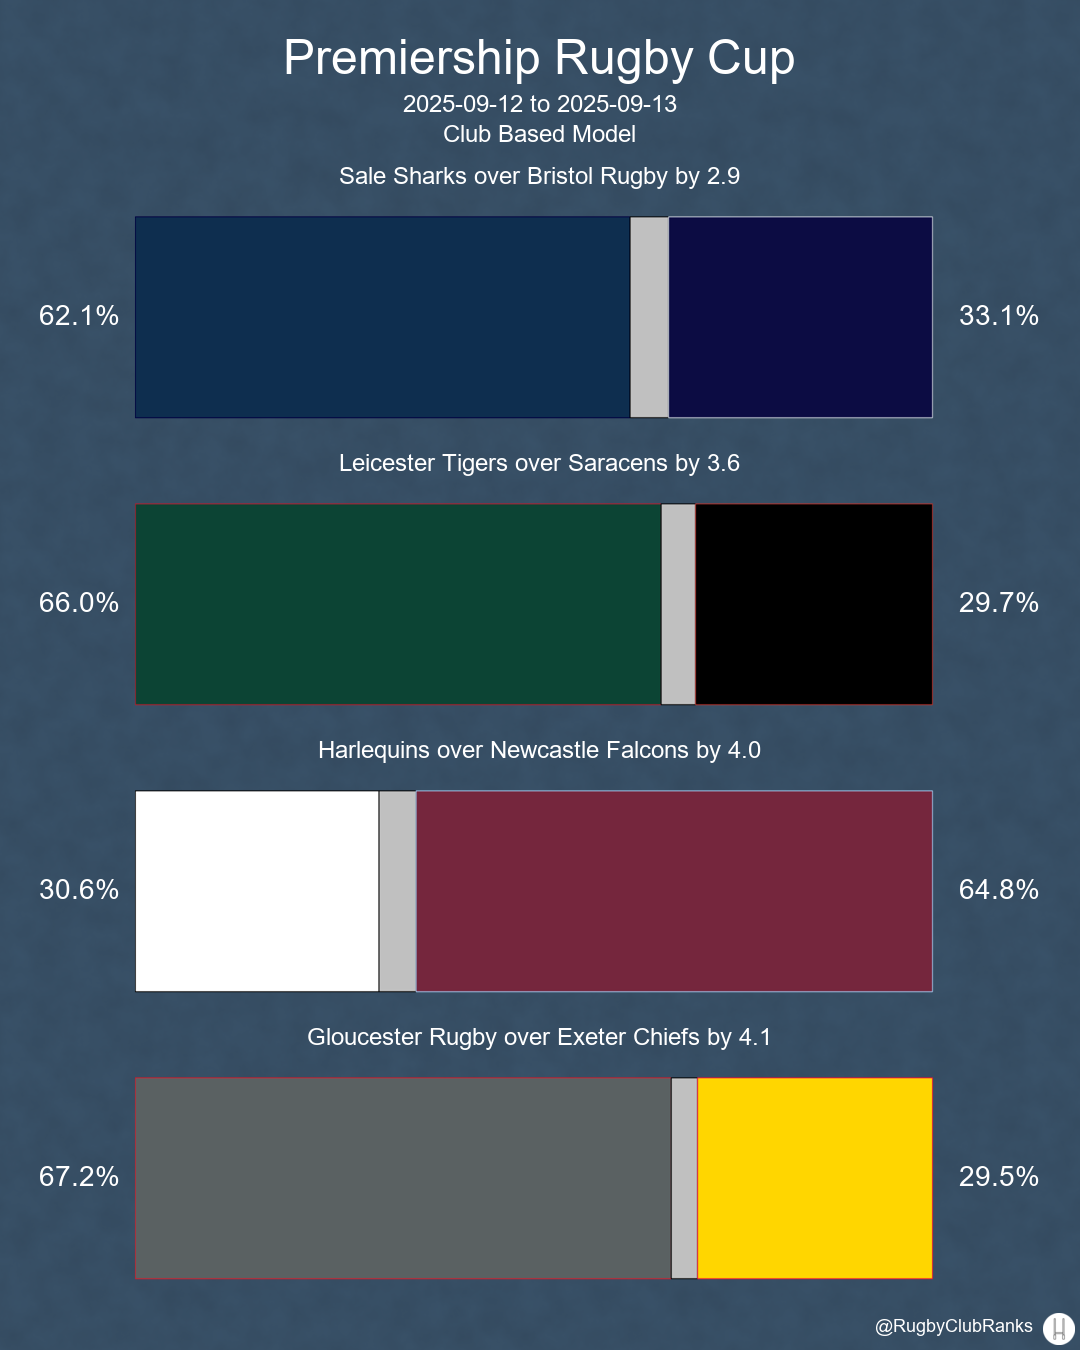 Premiership Rugby Cup
2025-09-12 to 2025-09-13
Club Based Model
Sale Sharks over Bristol Rugby by 2.9
62.1%
33.1%
Leicester Tigers over Saracens by 3.6
66.0%
29.7%
Harlequins over Newcastle Falcons by 4.0
30.6%
64.8%
Gloucester Rugby over Exeter Chiefs by 4.1
67.2%
29.5%
@RugbyClubRanks